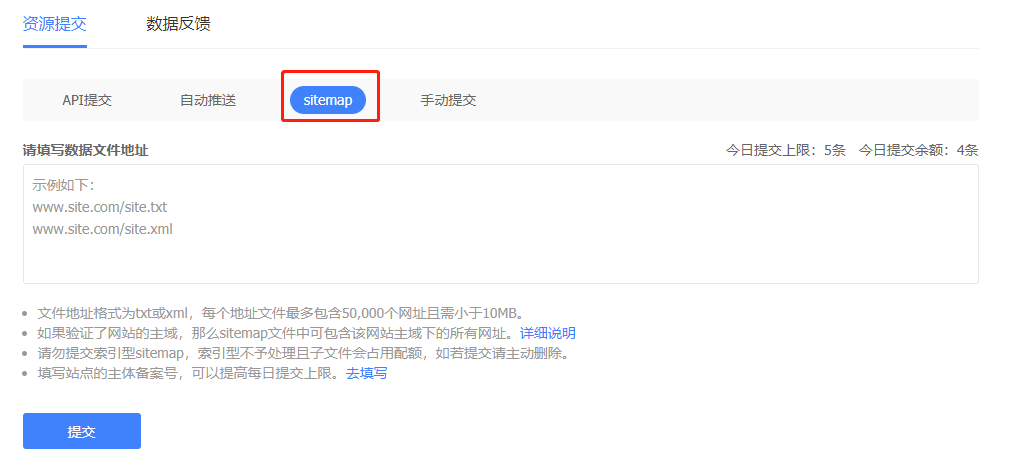 资源提交 数据反馈
API提交 自动推送 sitemap 手动提交
请填写数据文件地址 今日提交上限：5条 今日提交余额：4条
示例如下：
www.site.com/site.txt
www.site.com/site.xml
文件地址格式为txt或xml，每个地址文件最多包含50,000个网址且需小于10MB。
如果验证了网站的主域，那么sitemap文件中可包含该网站主域下的所有网址。详细说明
请勿提交索引型sitemap，索引型不予处理且子文件会占用配额，如若提交请主动删除。
填写站点的主体备案号，可以提高每日提交上限。去填写
提交